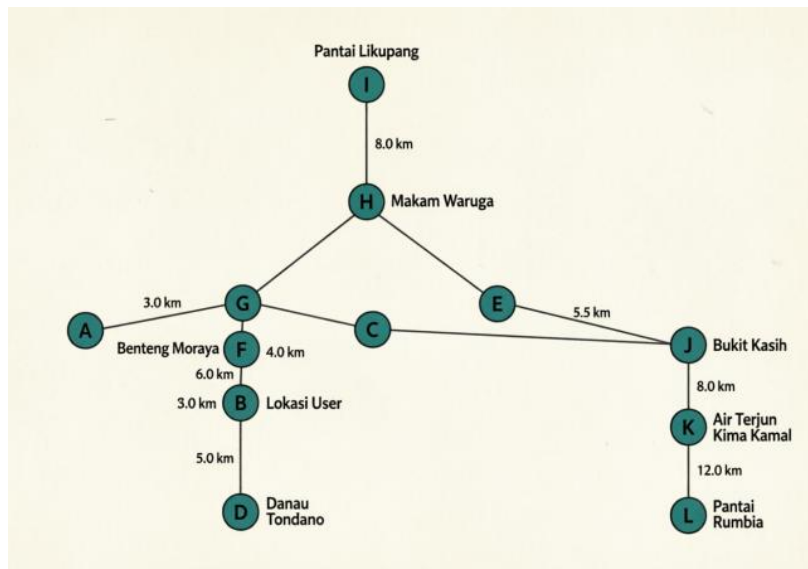 Pantai Likupang
I
8.0 km
H
Makam Waruga
3.0 km
G
E
5.5 km
A
C
Benteng Moraya
F
4.0 km
J
Bukit Kasih
6.0 km
8.0 km
3.0 km
B
Lokasi User
K
Air Terjun
Kima Kamal
5.0 km
12.0 km
D
Danau
Tondano
L
Pantai
Rumbia